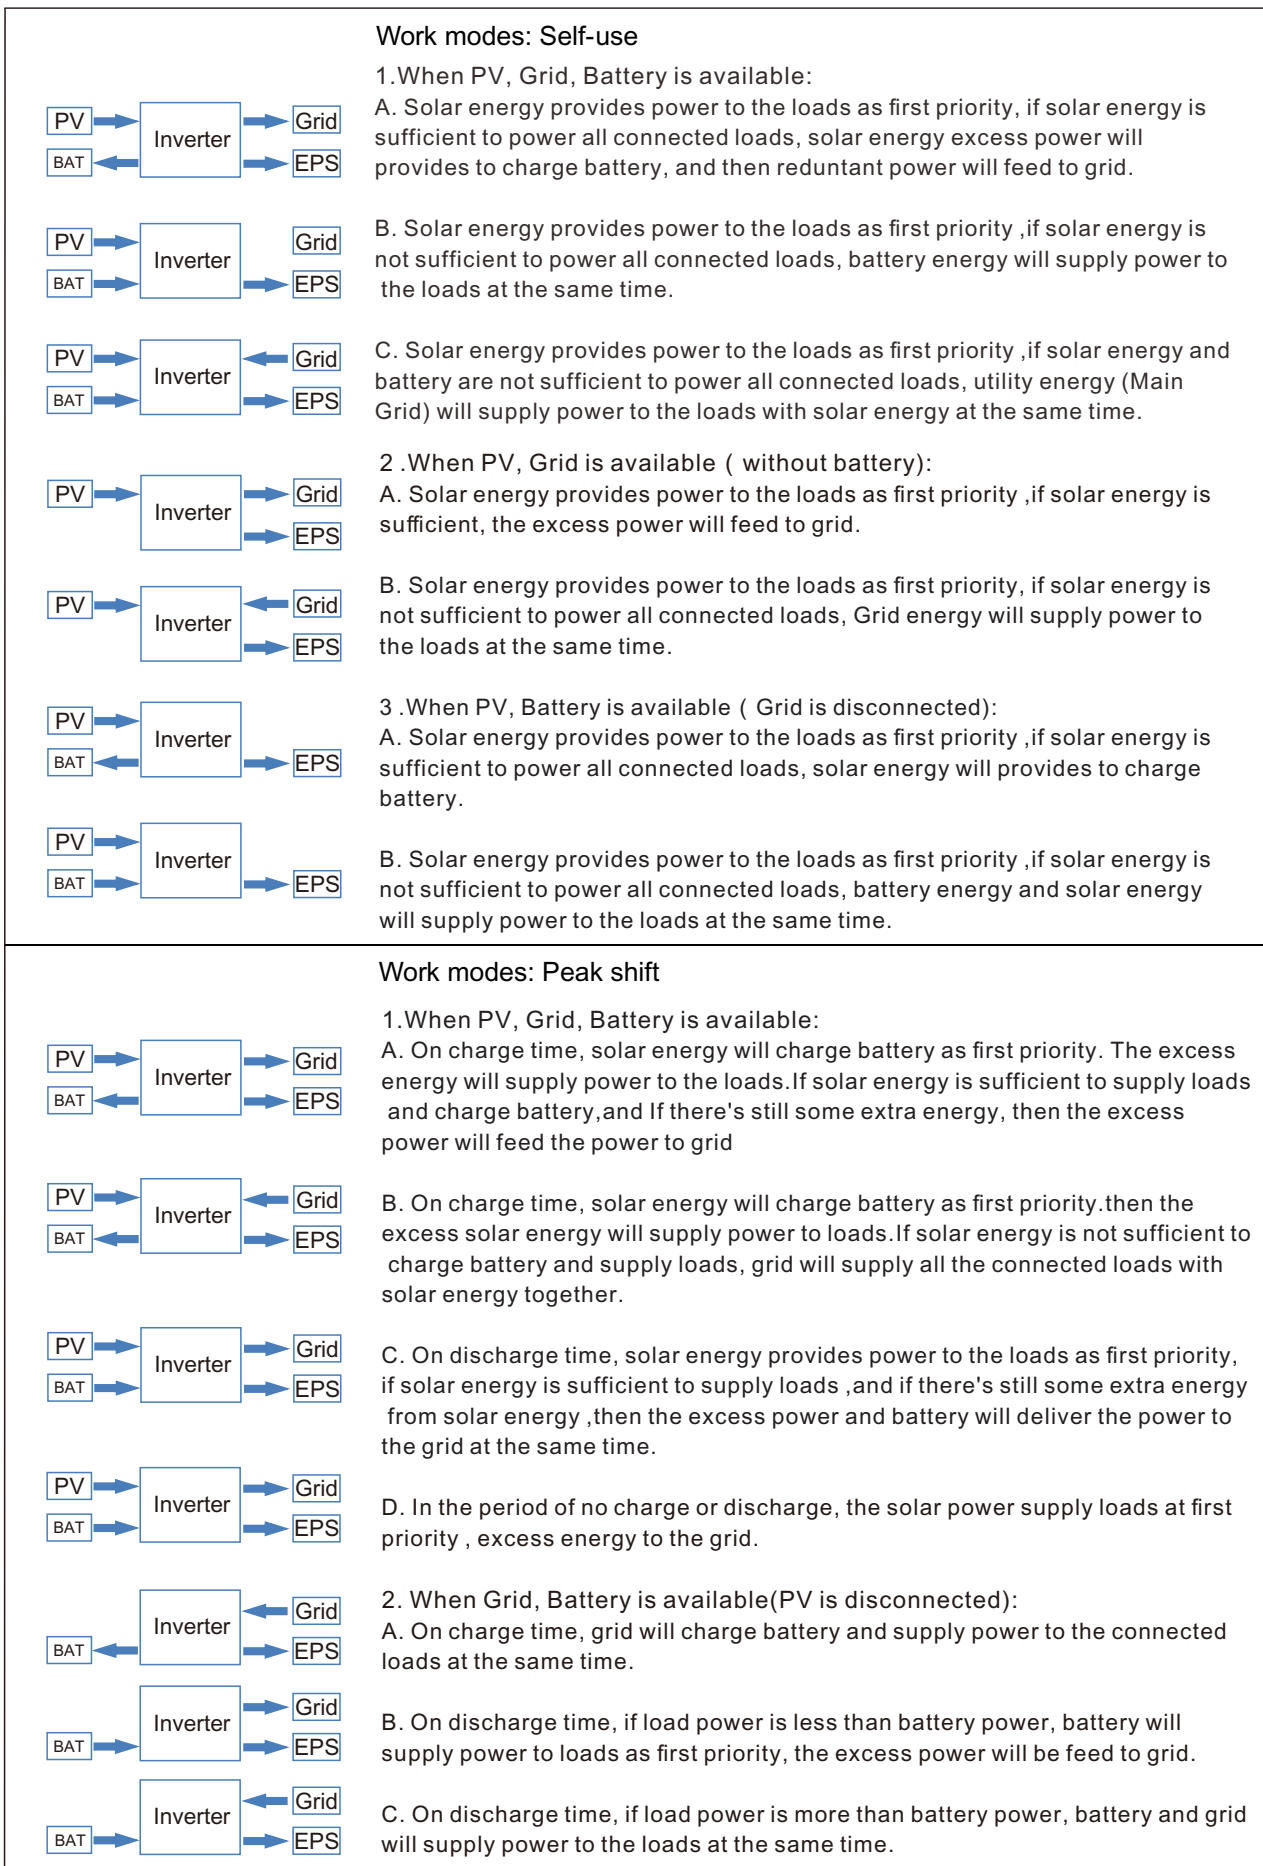 Work modes: Self-use
1.When PV, Grid, Battery is available:
PV
BAT
Inverter
Grid
EPS
A. Solar energy provides power to the loads as first priority, if solar energy is
sufficient to power all connected loads, solar energy excess power will
provides to charge battery, and then reduntant power will feed to grid.
PV
BAT
Inverter
Grid
EPS
B. Solar energy provides power to the loads as first priority ,if solar energy is
not sufficient to power all connected loads, battery energy will supply power to
the loads at the same time.
PV
BAT
Inverter
Grid
EPS
C. Solar energy provides power to the loads as first priority ,if solar energy and
battery are not sufficient to power all connected loads, utility energy (Main
Grid) will supply power to the loads with solar energy at the same time.
2 .When PV, Grid is available ( without battery):
PV
Inverter
Grid
EPS
A. Solar energy provides power to the loads as first priority ,if solar energy is
sufficient, the excess power will feed to grid.
PV
Inverter
Grid
EPS
B. Solar energy provides power to the loads as first priority, if solar energy is
not sufficient to power all connected loads, Grid energy will supply power to
the loads at the same time.
3 .When PV, Battery is available ( Grid is disconnected):
PV
BAT
Inverter
EPS
A. Solar energy provides power to the loads as first priority ,if solar energy is
sufficient to power all connected loads, solar energy will provides to charge
battery.
PV
BAT
Inverter
EPS
B. Solar energy provides power to the loads as first priority ,if solar energy is
not sufficient to power all connected loads, battery energy and solar energy
will supply power to the loads at the same time.
Work modes: Peak shift
1.When PV, Grid, Battery is available:
PV
BAT
Inverter
Grid
EPS
A. On charge time, solar energy will charge battery as first priority. The excess
energy will supply power to the loads.If solar energy is sufficient to supply loads
and charge battery,and If there's still some extra energy, then the excess
power will feed the power to grid
PV
BAT
Inverter
Grid
EPS
B. On charge time, solar energy will charge battery as first priority.then the
excess solar energy will supply power to loads.If solar energy is not sufficient to
charge battery and supply loads, grid will supply all the connected loads with
solar energy together.
PV
BAT
Inverter
Grid
EPS
C. On discharge time, solar energy provides power to the loads as first priority,
if solar energy is sufficient to supply loads ,and if there's still some extra energy
from solar energy ,then the excess power and battery will deliver the power to
the grid at the same time.
PV
BAT
Inverter
Grid
EPS
D. In the period of no charge or discharge, the solar power supply loads at first
priority , excess energy to the grid.
2. When Grid, Battery is available(PV is disconnected):
BAT
Inverter
Grid
EPS
A. On charge time, grid will charge battery and supply power to the connected
loads at the same time.
BAT
Inverter
Grid
EPS
B. On discharge time, if load power is less than battery power, battery will
supply power to loads as first priority, the excess power will be feed to grid.
BAT
Inverter
Grid
EPS
C. On discharge time, if load power is more than battery power, battery and grid
will supply power to the loads at the same time.